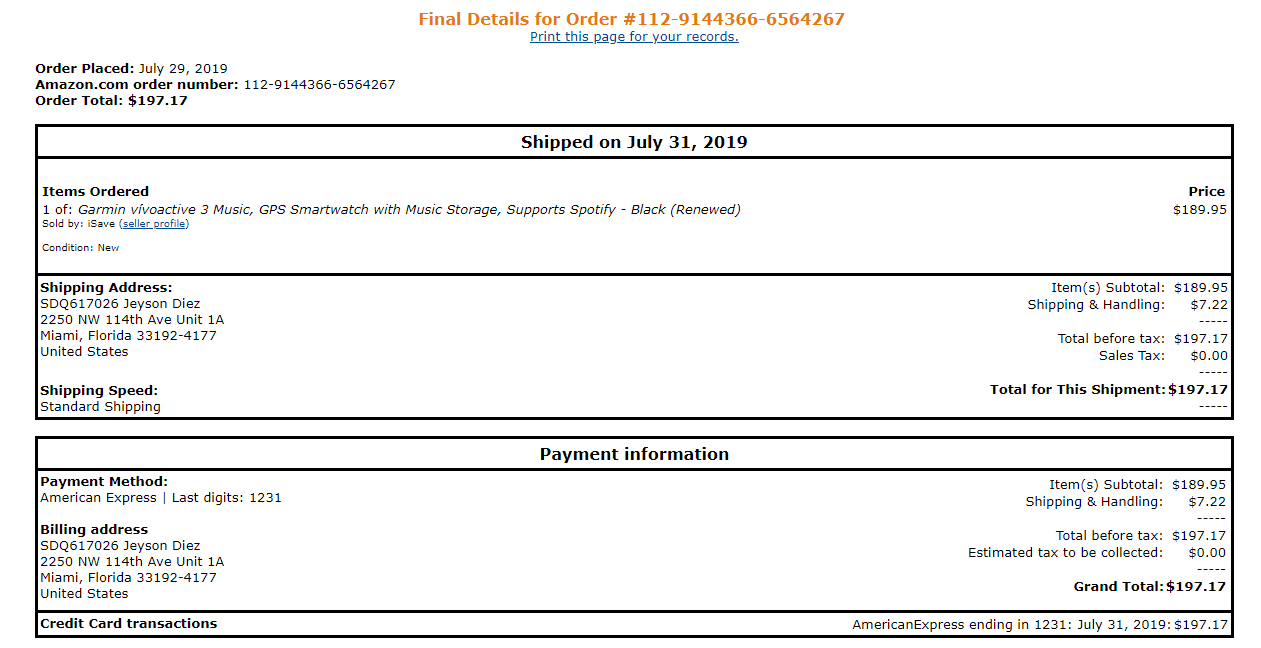 Final Details for Order #112-9144366-6564267
Print this page for your records.
Order Placed: July 29, 2019
Amazon.com order number: 112-9144366-6564267
Order Total: $197.17
Shipped on July 31, 2019
Items Ordered Price
1 of: Garmin vívoactive 3 Music, GPS Smartwatch with Music Storage, Supports Spotify - Black (Renewed) $189.95
Sold by: iSave (seller profile)
Condition: New
Shipping Address:
SDQ617026 Jeyson Diez
2250 NW 114th Ave Unit 1A
Miami, Florida 33192-4177
United States
Shipping Speed:
Standard Shipping
Item(s) Subtotal: $189.95
Shipping & Handling: $7.22
-----
Total before tax: $197.17
Sales Tax: $0.00
-----
Total for This Shipment: $197.17
-----
Payment information
Payment Method:
American Express | Last digits: 1231
Billing address
SDQ617026 Jeyson Diez
2250 NW 114th Ave Unit 1A
Miami, Florida 33192-4177
United States
Item(s) Subtotal: $189.95
Shipping & Handling: $7.22
-----
Total before tax: $197.17
Estimated tax to be collected: $0.00
-----
Grand Total: $197.17
Credit Card transactions AmericanExpress ending in 1231: July 31, 2019: $197.17